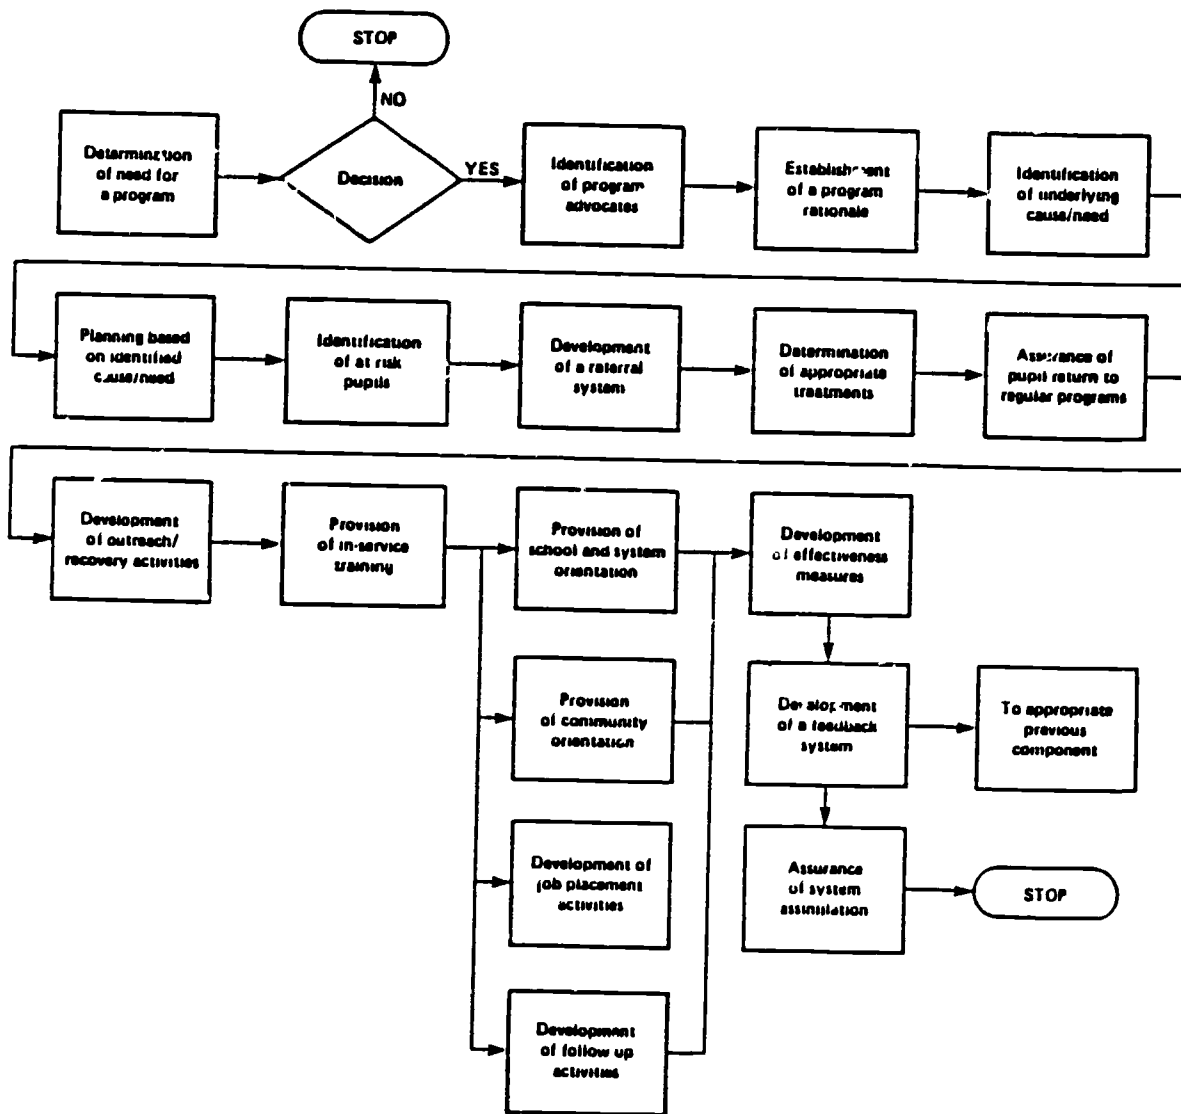 STOP
NO
Determination
of need for
a program
Decision
YES
Identification
of program
advocates
Establishment
of a program
rationale
Identification
of underlying
cause/need
Planning based
on identified
cause/need
Identification
of at risk
pupils
Development
of a referral
system
Determination
of appropriate
treatments
Assurance of
pupil return to
regular programs
Development
of outreach/
recovery activities
Provision
of in-service
training
Provision of
school and system
orientation
Development
of effectiveness
measures
Provision
of community
orientation
Development
of a feedback
system
To appropriate
previous
component
Development of
job placement
activities
Assurance
of system
assimilation
STOP
Development
of follow up
activities